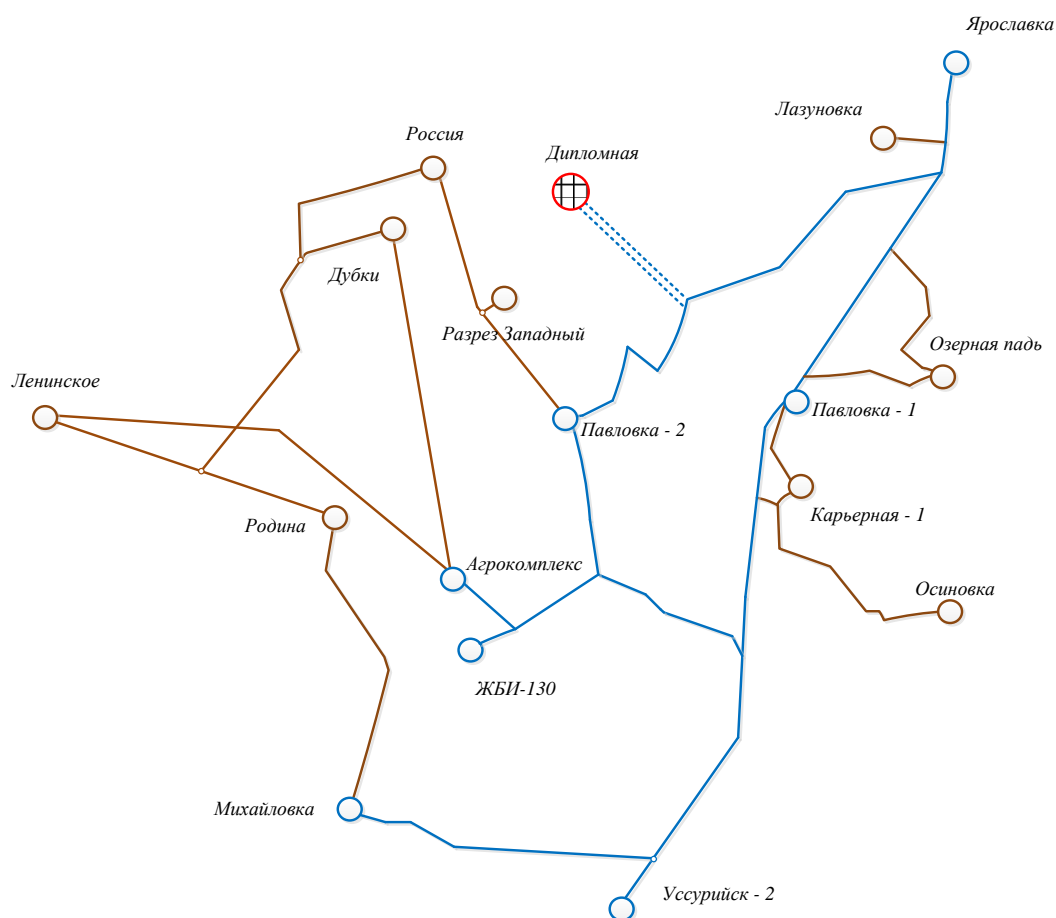 Ярославка
Лазуновка
Россия
Дипломная
Дубки
Разрез Западный
Озерная падь
Ленинское
Павловка - 1
Павловка - 2
Родина
Карьерная - 1
Агрокомплекс
Осиновка
ЖБИ-130
Михайловка
Уссурийск - 2